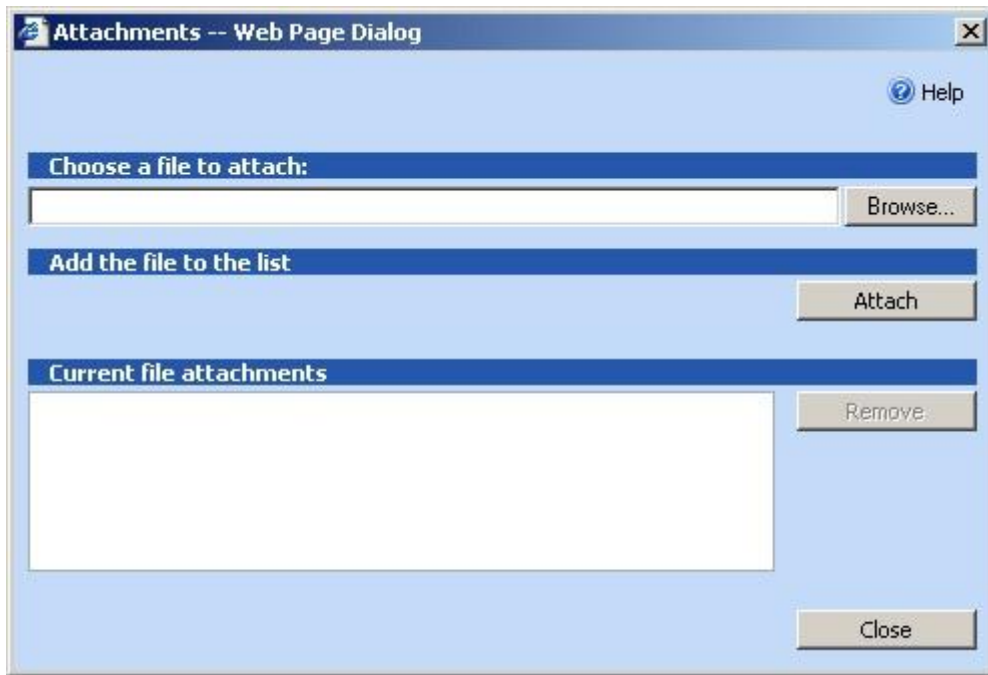 Attachments -- Web Page Dialog
Help
Choose a file to attach:
Browse...
Add the file to the list
Attach
Current file attachments
Remove
Close